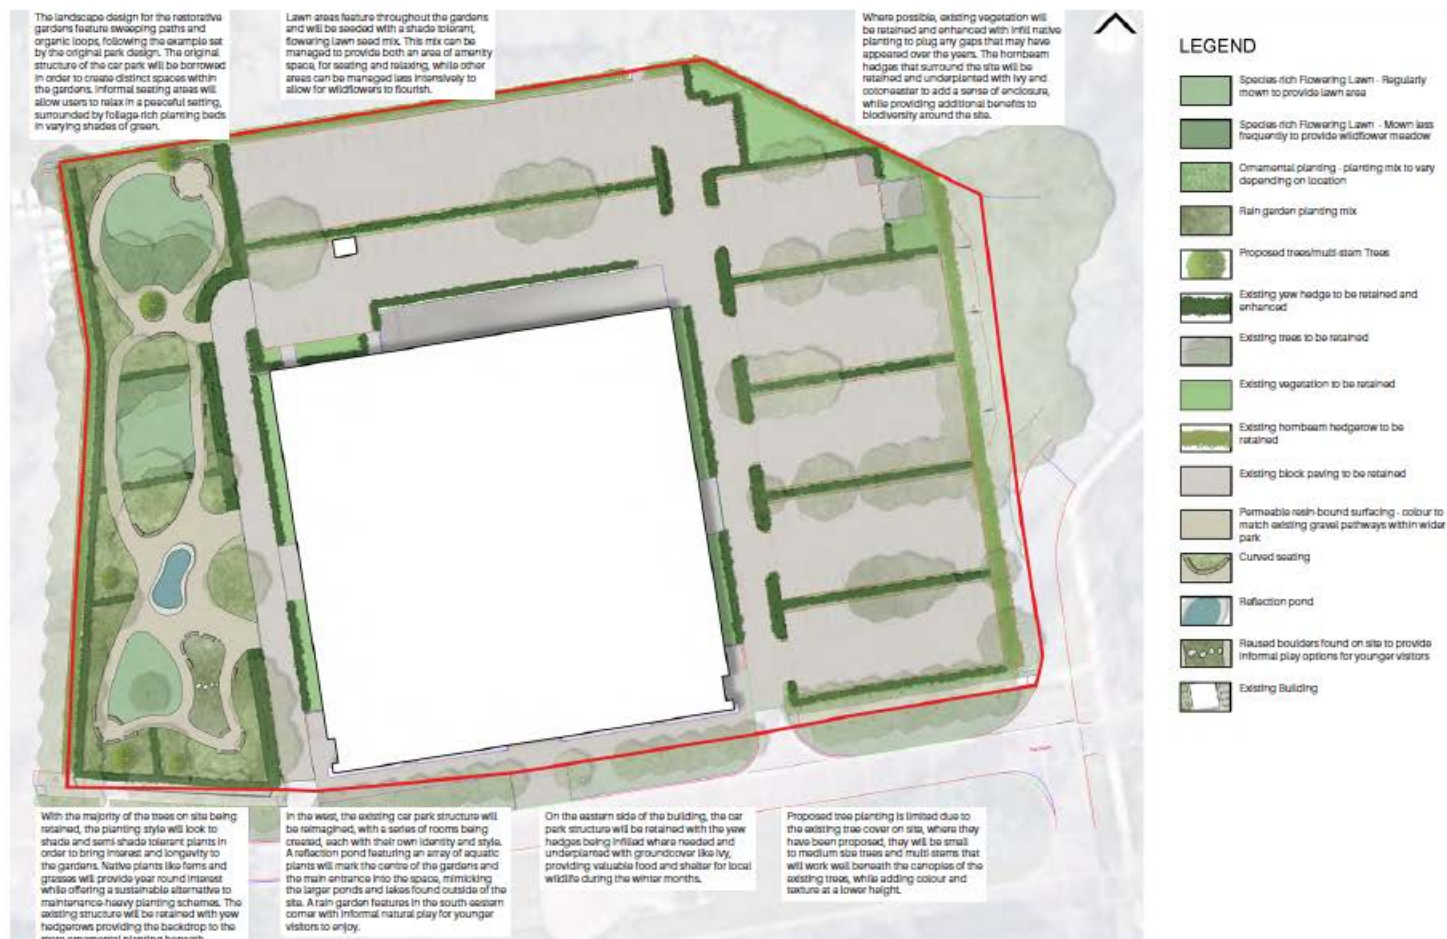 The landscape design for the restorative
gardens feature sweeping paths and
organic loops, following the example set
by the original park design. The original
structure of the car park will be borrowed
in order to create distinct spaces within
the gardens. Informal seating areas will
allow users to relax in a peaceful setting,
surrounded by foliage rich planting beds
in varying shades of green.
Lawn areas feature throughout the gardens
and will be seeded with a shade tolerant,
flowering lawn seed mix. This mix can be
managed to provide both an area of amenity
space, for seating and relaxing, while other
areas can be managed less intensively to
allow for wildflowers to flourish.
Where possible, existing vegetation will
be retained and enhanced with infill native
planting to plug any gaps that may have
appeared over the years. The hornbeam
hedges that surround the site will be
retained and underplanted with ivy and
cotoneaster to add a sense of enclosure,
while providing additional benefits to
biodiversity around the site.
LEGEND
Species-rich Flowering Lawn - Regularly
mown to provide lawn area
Species-rich Flowering Lawn - Mown less
frequently to provide wildflower meadow
Ornamental planting - planting mix to vary
depending on location
Rain garden planting mix
Proposed trees/multi-stem Trees
Existing yew hedge to be retained and
enhanced
Existing trees to be retained
Existing vegetation to be retained
Existing hornbeam hedgerow to be
retained
Existing block paving to be retained
Permeable resin-bound surfacing - colour to
match existing gravel pathways within wider
park
Curved seating
Reflection pond
Reused boulders found on site to provide
informal play options for younger visitors
Existing Building
With the majority of the trees on site being
retained, the planting style will look to
shade and semi-shade tolerant plants in
order to bring interest and longevity to
the gardens. Native plants like ferns and
grasses will provide year round interest
while offering a sustainable alternative to
maintenance-heavy planting schemes. The
existing structure will be retained with yew
hedgerows providing the backdrop to the
more ornamental planting beneath
In the west, the existing car park structure will
be reimagined, with a series of rooms being
created, each with their own identity and style.
A reflection pond featuring an array of aquatic
plants will mark the centre of the gardens and
the main entrance into the space, mimicking
the larger ponds and lakes found outside of the
site. A rain garden features in the south-eastern
corner with informal natural play for younger
visitors to enjoy.
On the eastern side of the building, the car
park structure will be retained with the yew
hedges being infilled where needed and
underplanted with groundcover like ivy,
providing valuable food and shelter for local
wildlife during the winter months.
Proposed tree planting is limited due to
the existing tree cover on site, where they
have been proposed, they will be small
to medium size trees and multi-stems that
will work well beneath the canopies of the
existing trees, while adding colour and
texture at a lower height.